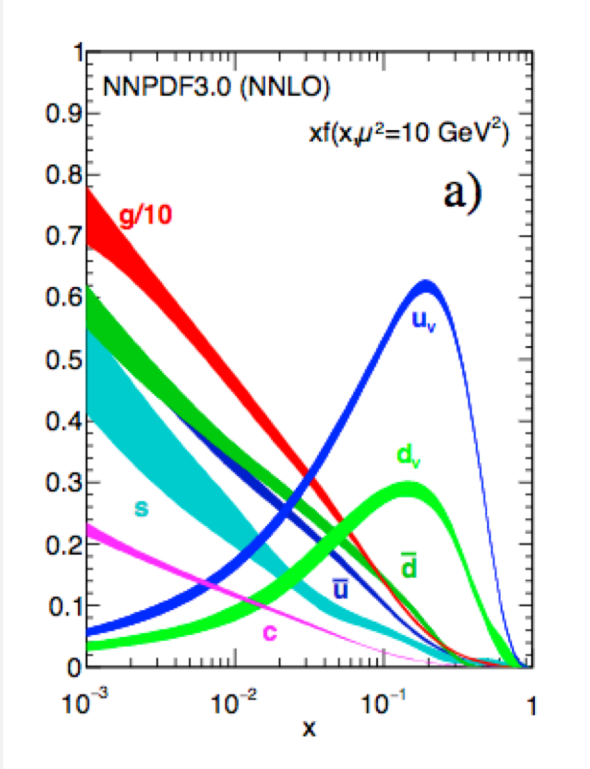 NNPDF3.0 (NNLO)
xf(x,μ²=10 GeV²)
a)
g/10
u_v
d_v
s
d̅
u̅
c
1
0.9
0.8
0.7
0.6
0.5
0.4
0.3
0.2
0.1
0
10⁻³
10⁻²
10⁻¹
1
x